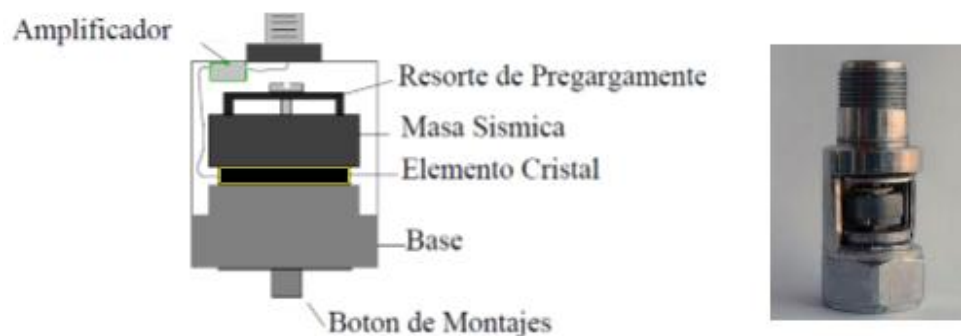 Amplificador
Resorte de Pregargamente
Masa Sismica
Elemento Cristal
Base
Boton de Montajes